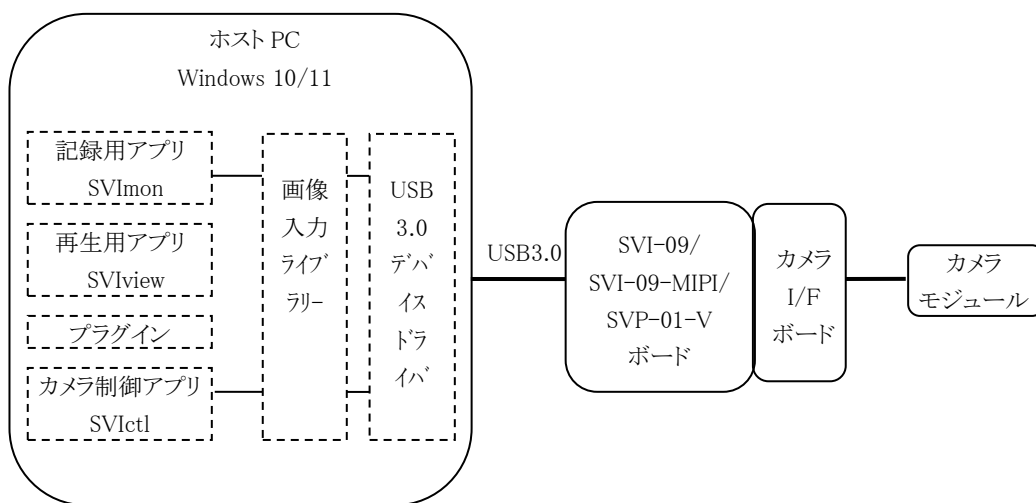 ホスト PC
Windows 10/11
記録用アプリ
SVImon
再生用アプリ
SVIview
プラグイン
カメラ制御アプリ
SVIctl
画像
入力
ﾗｲﾌﾞ
ﾗﾘｰ
USB
3.0
ﾃﾞﾊﾞ
ｲｽ
ﾄﾞﾗ
ｲﾊﾞ
USB3.0
SVI-09/
SVI-09-MIPI/
SVP-01-V
ボード
カメラ
I/F
ボード
カメラ
モジュール